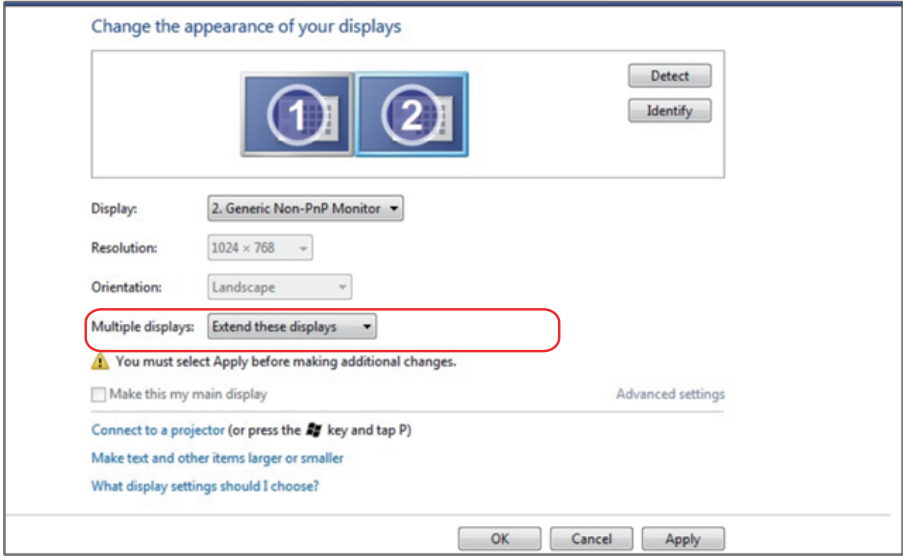 Change the appearance of your displays
1 2
Detect
Identify
Display: 2. Generic Non-PnP Monitor
Resolution: 1024 × 768
Orientation: Landscape
Multiple displays: Extend these displays
You must select Apply before making additional changes.
Make this my main display Advanced settings
Connect to a projector (or press the key and tap P)
Make text and other items larger or smaller
What display settings should I choose?
OK Cancel Apply